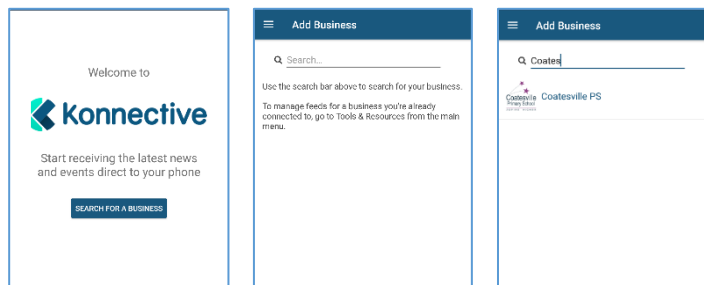 Welcome to
Konnective
Start receiving the latest news
and events direct to your phone
SEARCH FOR A BUSINESS
Add Business
Search...
Use the search bar above to search for your business.
To manage feeds for a business you're already
connected to, go to Tools & Resources from the main
menu.
Add Business
Coates
Coatesville
Primary School
Coatesville PS